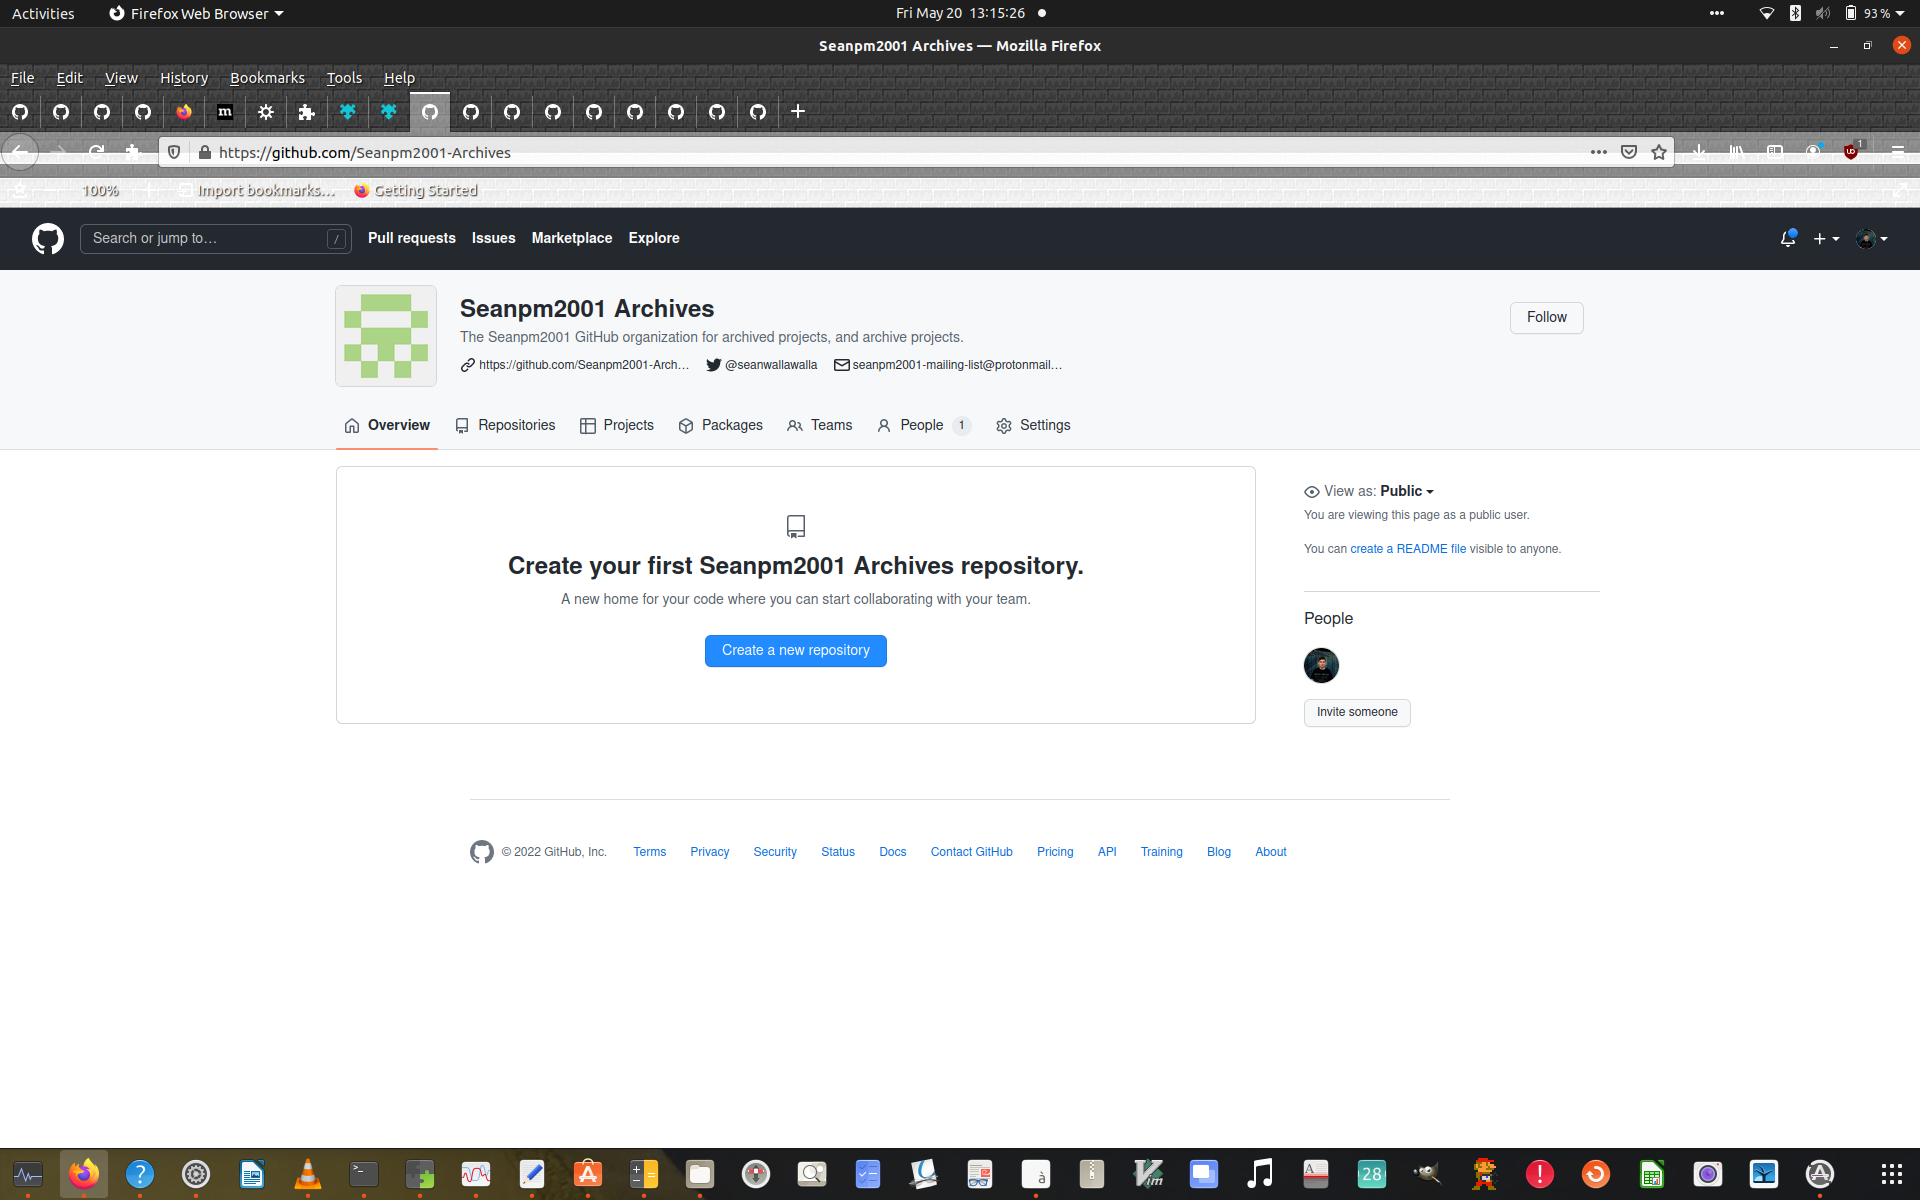 Activities Firefox Web Browser Fri May 20 13:15:26 93 %
Seanpm2001 Archives — Mozilla Firefox
File Edit View History Bookmarks Tools Help
m
https://github.com/Seanpm2001-Archives 1
100% Import bookmarks... Getting Started
Search or jump to... / Pull requests Issues Marketplace Explore
Seanpm2001 Archives
Follow
The Seanpm2001 GitHub organization for archived projects, and archive projects.
https://github.com/Seanpm2001-Arch... @seanwallawalla seanpm2001-mailing-list@protonmail...
Overview Repositories Projects Packages Teams People 1 Settings
View as: Public
You are viewing this page as a public user.
You can create a README file visible to anyone.
Create your first Seanpm2001 Archives repository.
A new home for your code where you can start collaborating with your team.
Create a new repository
People
Invite someone
© 2022 GitHub, Inc. Terms Privacy Security Status Docs Contact GitHub Pricing API Training Blog About
28